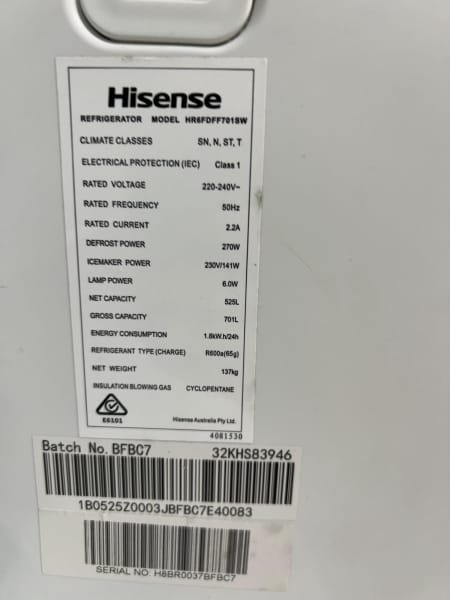 Hisense
REFRIGERATOR MODEL HR6FDFF701SW
CLIMATE CLASSES SN, N, ST, T
ELECTRICAL PROTECTION (IEC) Class 1
RATED VOLTAGE 220-240V~
RATED FREQUENCY 50Hz
RATED CURRENT 2.2A
DEFROST POWER 270W
ICEMAKER POWER 230V/141W
LAMP POWER 6.0W
NET CAPACITY 525L
GROSS CAPACITY 701L
ENERGY CONSUMPTION 1.8kW.h/24h
REFRIGERANT TYPE (CHARGE) R600a(65g)
NET WEIGHT 137kg
INSULATION BLOWING GAS CYCLOPENTANE
E6101 Hisense Australia Pty Ltd.
4081530
Batch No. BFBC7 32KHS83946
1B0525Z0003JBFBC7E40083
SERIAL NO. H8BR0037BFBC7